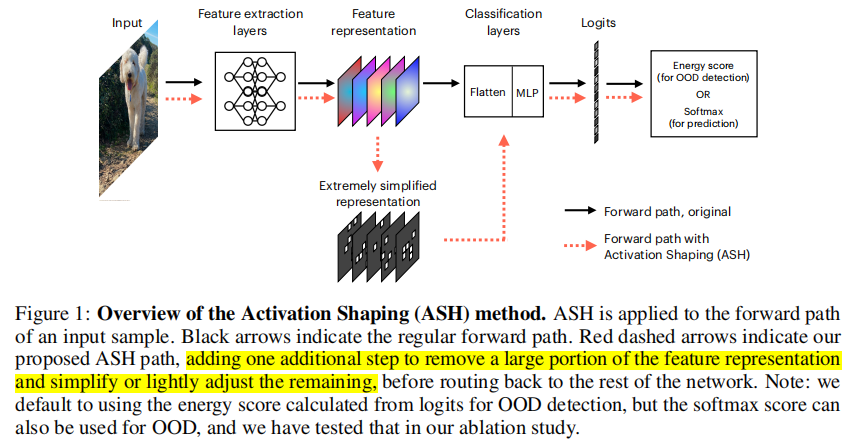 Input
Feature extraction
layers
Feature
representation
Classification
layers
Logits
Flatten
MLP
Energy score
(for OOD detection)
OR
Softmax
(for prediction)
Extremely simplified
representation
Forward path, original
Forward path with
Activation Shaping (ASH)
Figure 1: Overview of the Activation Shaping (ASH) method. ASH is applied to the forward path
of an input sample. Black arrows indicate the regular forward path. Red dashed arrows indicate our
proposed ASH path, adding one additional step to remove a large portion of the feature representation
and simplify or lightly adjust the remaining, before routing back to the rest of the network. Note: we
default to using the energy score calculated from logits for OOD detection, but the softmax score can
also be used for OOD, and we have tested that in our ablation study.